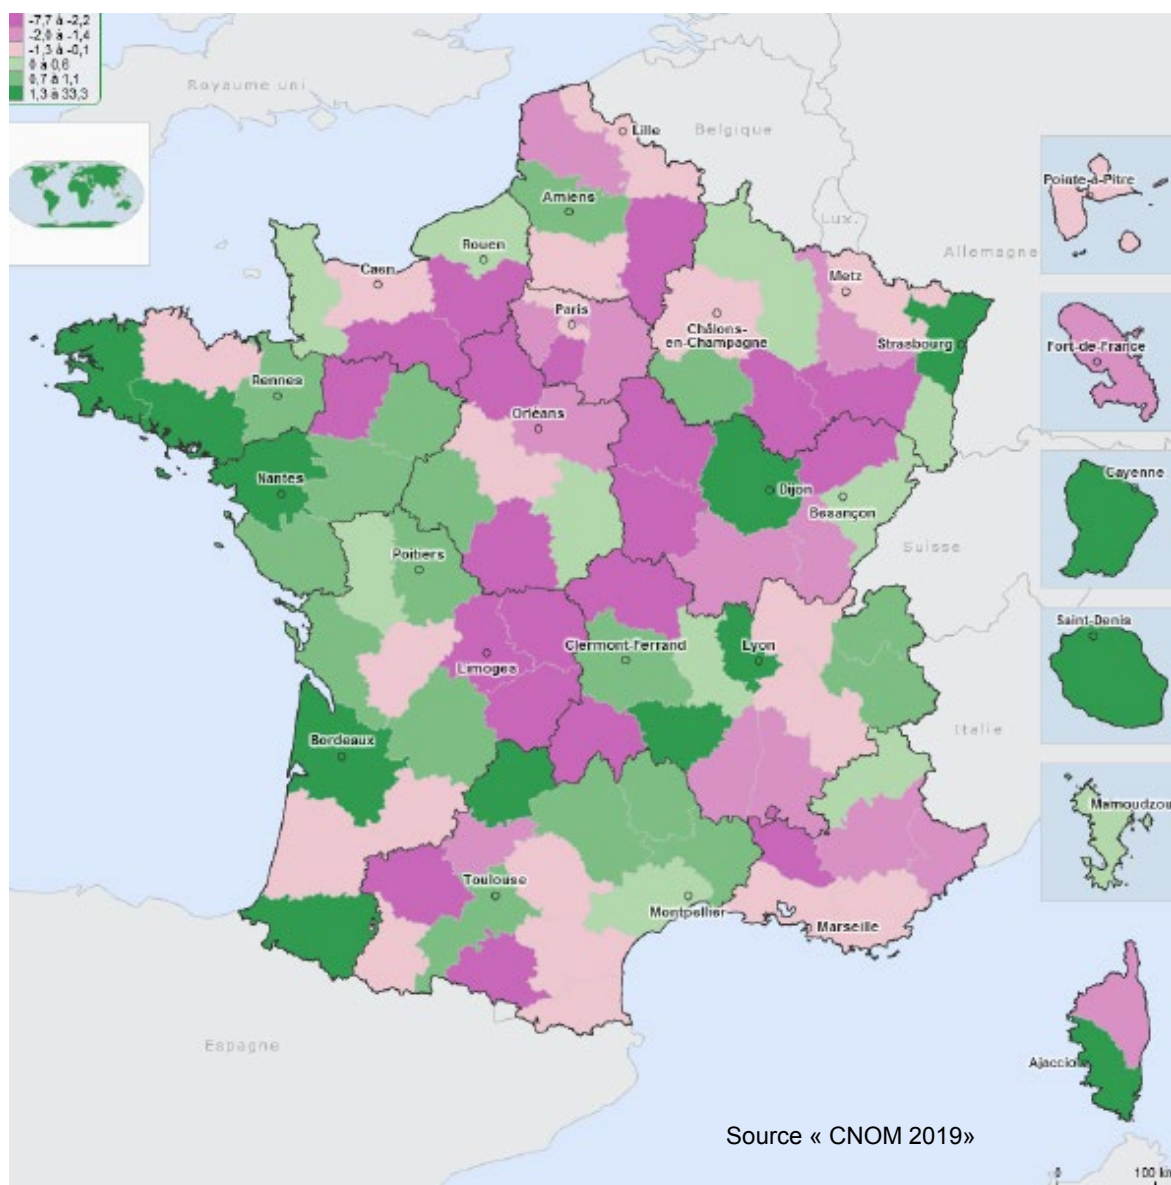 -7,7 à -2,2
-2,0 à -1,4
-1,3 à -0,1
0 à 0,6
0,7 à 1,1
1,3 à 33,3
Royaume uni
Belgique
Lille
Amiens
Lux.
Allemagne
Rouen
Caen
Metz
Paris
Châlons-
en-Champagne
Strasbourg
Rennes
Orléans
Nantes
Dijon
Besançon
Suisse
Poitiers
Clermont-Ferrand
Lyon
Limoges
Italie
Bordeaux
Toulouse
Montpellier
Marseille
Espagne
Pointe-à-Pitre
Fort-de-France
Cayenne
Saint-Denis
Mamoudzou
Ajaccio
Source « CNOM 2019»
0 100 km